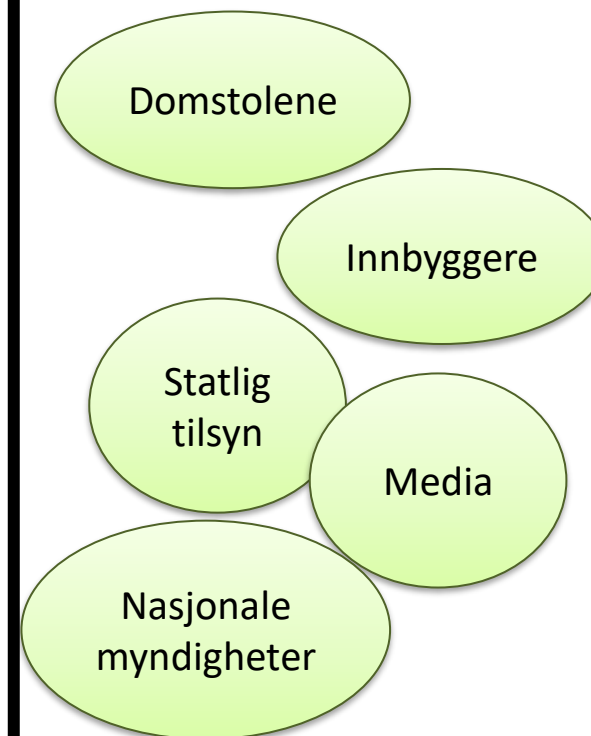 Domstolene
Innbyggere
Statlig
tilsyn
Media
Nasjonale
myndigheter